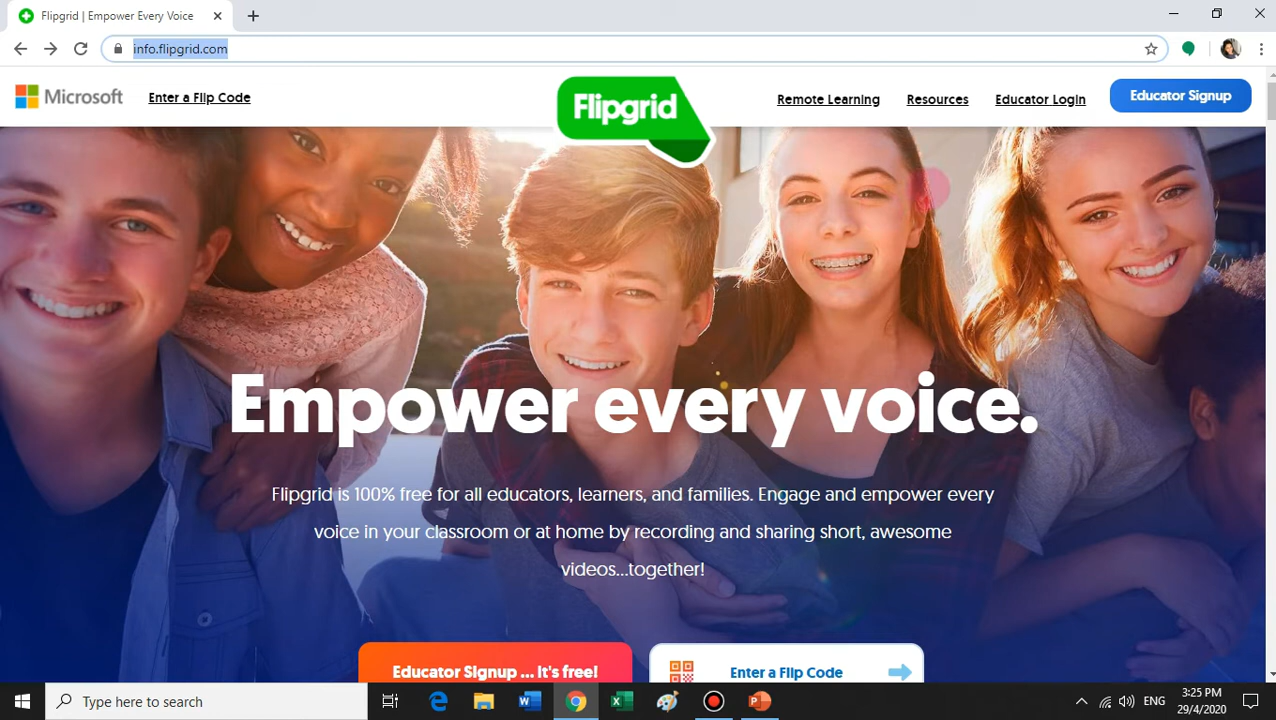 Flipgrid | Empower Every Voice
info.flipgrid.com
Microsoft
Enter a Flip Code
Flipgrid
Remote Learning
Resources
Educator Login
Educator Signup
Empower every voice.
Flipgrid is 100% free for all educators, learners, and families. Engage and empower every
voice in your classroom or at home by recording and sharing short, awesome
videos...together!
Educator Signup ... it's free!
Enter a Flip Code
Type here to search
ENG
3:25 PM
29/4/2020